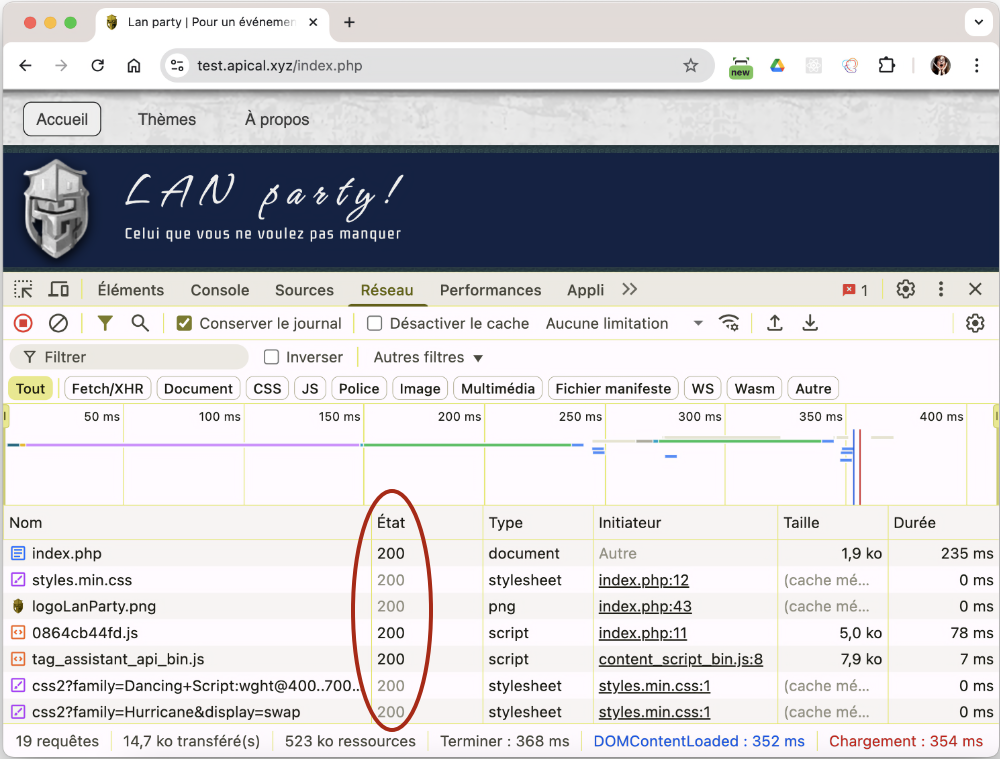 Lan party | Pour un événemen
test.apical.xyz/index.php
new
Accueil Thèmes À propos
LAN party!
Celui que vous ne voulez pas manquer
Éléments Console Sources Réseau Performances Appli 1
Conserver le journal Désactiver le cache Aucune limitation
Filtrer Inverser Autres filtres
Tout Fetch/XHR Document CSS JS Police Image Multimédia Fichier manifeste WS Wasm Autre
50 ms 100 ms 150 ms 200 ms 250 ms 300 ms 350 ms 400 ms
Nom État Type Initiateur Taille Durée
index.php 200 document Autre 1,9 ko 235 ms
styles.min.css 200 stylesheet index.php:12 (cache mé... 0 ms
logoLanParty.png 200 png index.php:43 (cache mé... 0 ms
0864cb44fd.js 200 script index.php:11 5,0 ko 78 ms
tag_assistant_api_bin.js 200 script content_script_bin.js:8 7,9 ko 7 ms
css2?family=Dancing+Script:wght@400..700... 200 stylesheet styles.min.css:1 (cache mé... 0 ms
css2?family=Hurricane&display=swap 200 stylesheet styles.min.css:1 (cache mé... 0 ms
19 requêtes 14,7 ko transféré(s) 523 ko ressources Terminer : 368 ms DOMContentLoaded : 352 ms Chargement : 354 ms